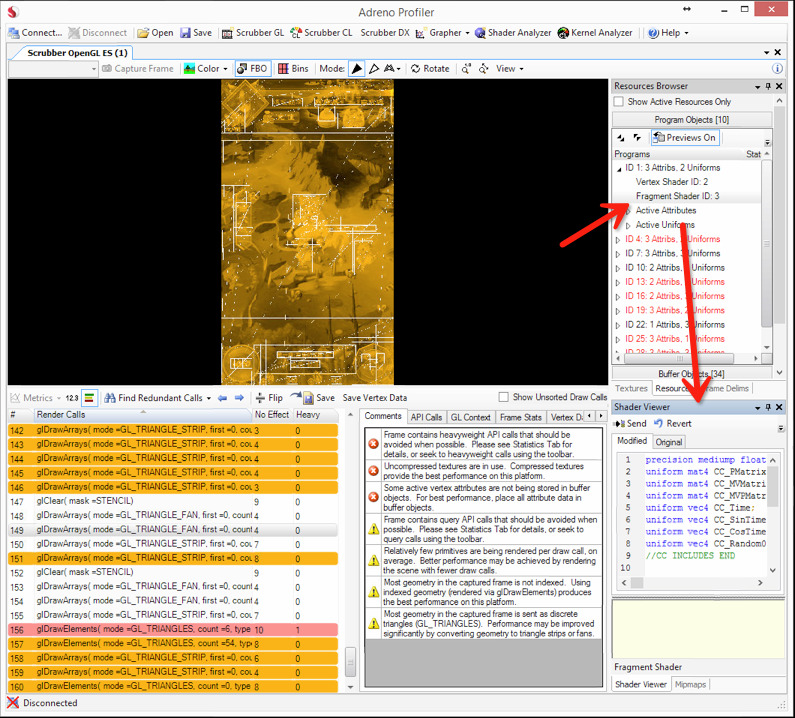 Adreno Profiler
Connect... Disconnect Open Save Scrubber GL Scrubber CL Scrubber DX Grapher Shader Analyzer Kernel Analyzer Help
Scrubber OpenGL ES (1)
Capture Frame Color FBO Bins Mode: Rotate View
Resources Browser
Show Active Resources Only
Program Objects [10]
Previews On
Programs Stat
ID 1: 3 Attribs, 2 Uniforms
Vertex Shader ID: 2
Fragment Shader ID: 3
Active Attributes
Active Uniforms
ID 4: 3 Attribs, Uniforms
ID 7: 3 Attribs, Uniforms
ID 10: 2 Attribs, Uniforms
ID 13: 2 Attribs, Uniforms
ID 16: 2 Attribs, Uniforms
ID 19: 3 Attribs, Uniforms
ID 22: 1 Attribs, Uniforms
ID 25: 3 Attribs, Uniforms
Buffer Objects [34]
Textures Resourc Frame Delims
Metrics 12.3 Find Redundant Calls Flip Save Save Vertex Data Show Unsorted Draw Calls
# Render Calls No Effect Heavy
142 glDrawArrays( mode =GL_TRIANGLE_STRIP, first =0, cou 3 0
143 glDrawArrays( mode =GL_TRIANGLE_STRIP, first =0, cou 4 0
144 glDrawArrays( mode =GL_TRIANGLE_STRIP, first =0, cou 4 0
145 glDrawArrays( mode =GL_TRIANGLE_STRIP, first =0, cou 4 0
146 glDrawArrays( mode =GL_TRIANGLE_STRIP, first =0, cou 3 0
147 glClear( mask =STENCIL) 9 0
148 glDrawArrays( mode =GL_TRIANGLE_FAN, first =0, count 4 0
149 glDrawArrays( mode =GL_TRIANGLE_FAN, first =0, count 4 0
150 glDrawArrays( mode =GL_TRIANGLE_STRIP, first =0, cou 7 0
151 glDrawArrays( mode =GL_TRIANGLE_STRIP, first =0, cou 8 0
152 glClear( mask =STENCIL) 9 0
153 glDrawArrays( mode =GL_TRIANGLE_FAN, first =0, count 4 0
154 glDrawArrays( mode =GL_TRIANGLE_FAN, first =0, count 4 0
155 glDrawArrays( mode =GL_TRIANGLE_STRIP, first =0, cou 7 0
156 glDrawElements( mode =GL_TRIANGLES, count =6, type 10 1
157 glDrawElements( mode =GL_TRIANGLES, count =54, typ 8 0
158 glDrawArrays( mode =GL_TRIANGLE_STRIP, first =0, cou 6 0
159 glDrawArrays( mode =GL_TRIANGLE_STRIP, first =0, cou 4 0
160 glDrawElements( mode =GL_TRIANGLES, count =0, type 8 0
Comments API Calls GL Context Frame Stats Vertex Da
Frame contains heavyweight API calls that should be
avoided when possible. Please see Statistics Tab for
details, or seek to heavyweight calls using the toolbar.
Uncompressed textures are in use. Compressed textures
provide the best performance on this platform.
Some active vertex attributes are not being stored in buffer
objects. For best performance, place all attribute data in
buffer objects.
Frame contains query API calls that should be avoided when
possible. Please see Statistics Tab for details, or seek to
query calls using the toolbar.
Relatively few primitives are being rendered per draw call, on
average. Better performance may be achieved by rendering
the scene with fewer draw calls.
Most geometry in the captured frame is not indexed. Using
indexed geometry (rendered via glDrawElements) produces
the best performance on this platform.
Most geometry in the captured frame is sent as discrete
triangles (GL_TRIANGLES). Performance may be improved
significantly by converting geometry to triangle strips or fans.
Shader Viewer
Send Revert
Modified Original
1 precision mediump float
2 uniform mat4 CC_PMatrix
3 uniform mat4 CC_MVMatri
4 uniform mat4 CC_MVPMatr
5 uniform vec4 CC_Time;
6 uniform vec4 CC_SinTime
7 uniform vec4 CC_CosTime
8 uniform vec4 CC_Random0
9 //CC INCLUDES END
10
Fragment Shader
Shader Viewer Mipmaps
Disconnected